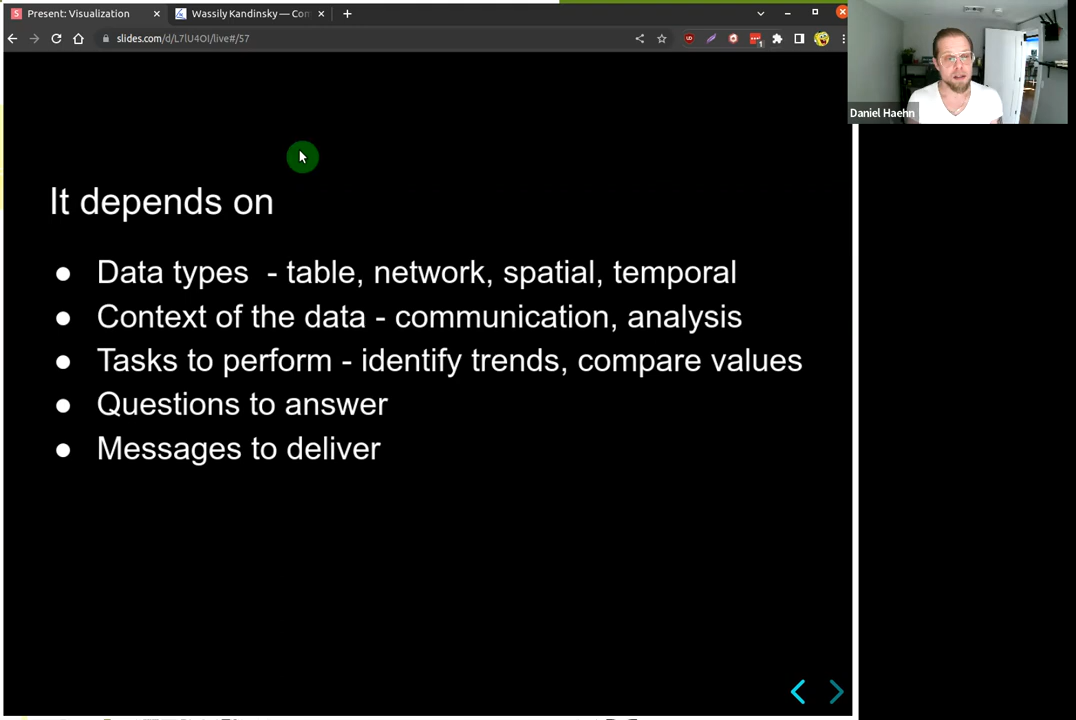 Present: Visualization
Wassily Kandinsky — Con
slides.com/d/L7lU4OI/live#/57
1
Daniel Haehn
It depends on
● Data types - table, network, spatial, temporal
● Context of the data - communication, analysis
● Tasks to perform - identify trends, compare values
● Questions to answer
● Messages to deliver